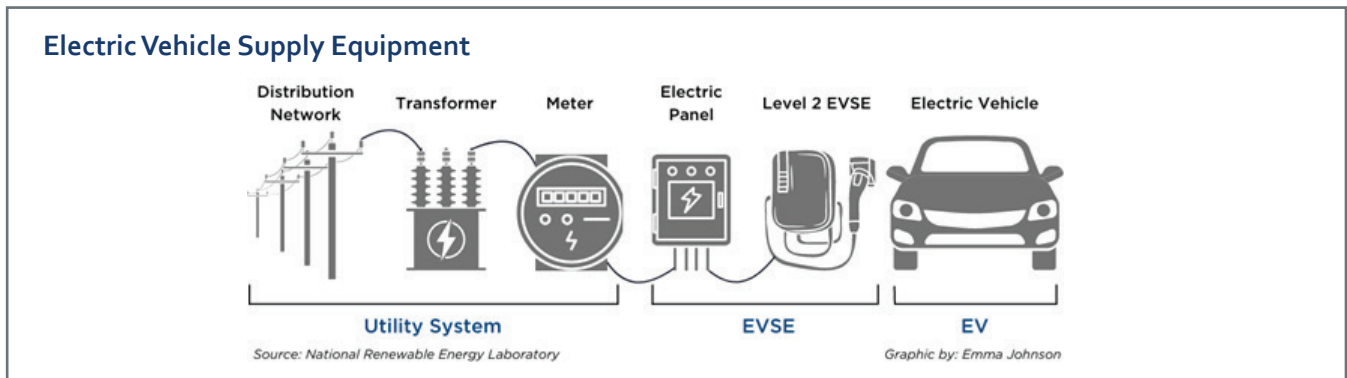 Electric Vehicle Supply Equipment
Distribution
Network
Transformer
Meter
Electric
Panel
Level 2 EVSE
Electric Vehicle
Utility System
EVSE
EV
Source: National Renewable Energy Laboratory
Graphic by: Emma Johnson